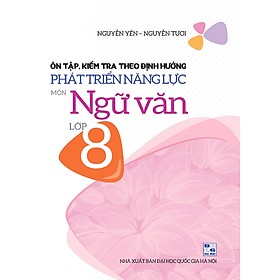 NGUYỄN YẾN - NGUYỄN TƯƠI
ÔN TẬP, KIỂM TRA THEO ĐỊNH HƯỚNG
PHÁT TRIỂN NĂNG LỰC
MÔN
Ngữ văn
LỚP 8
NHÀ XUẤT BẢN ĐẠI HỌC QUỐC GIA HÀ NỘI